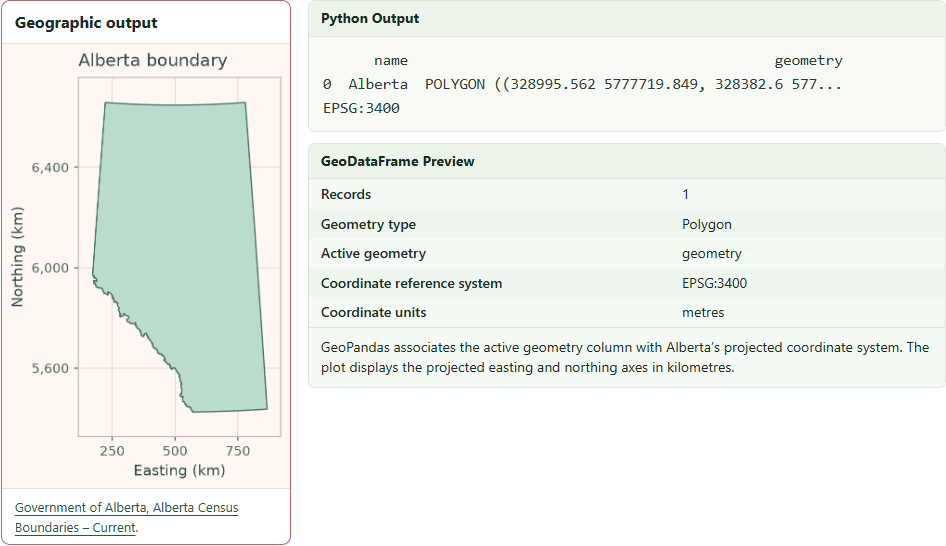 Geographic output
Alberta boundary
6,400
6,000
5,600
Northing (km)
250 500 750
Easting (km)
Government of Alberta, Alberta Census
Boundaries – Current.
Python Output
name geometry
0 Alberta POLYGON ((328995.562 5777719.849, 328382.6 577...
EPSG:3400
GeoDataFrame Preview
Records 1
Geometry type Polygon
Active geometry geometry
Coordinate reference system EPSG:3400
Coordinate units metres
GeoPandas associates the active geometry column with Alberta's projected coordinate system. The
plot displays the projected easting and northing axes in kilometres.